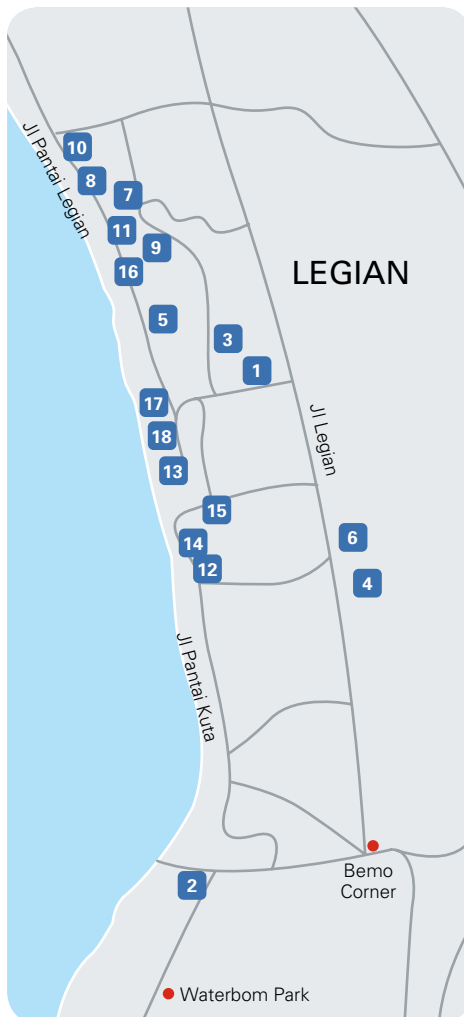 Jl Pantai Legian
10
8
7
11
9
16
LEGIAN
5
3
1
17
Jl Legian
18
13
15
6
14
12
4
Jl Pantai Kuta
Bemo
Corner
2
Waterbom Park